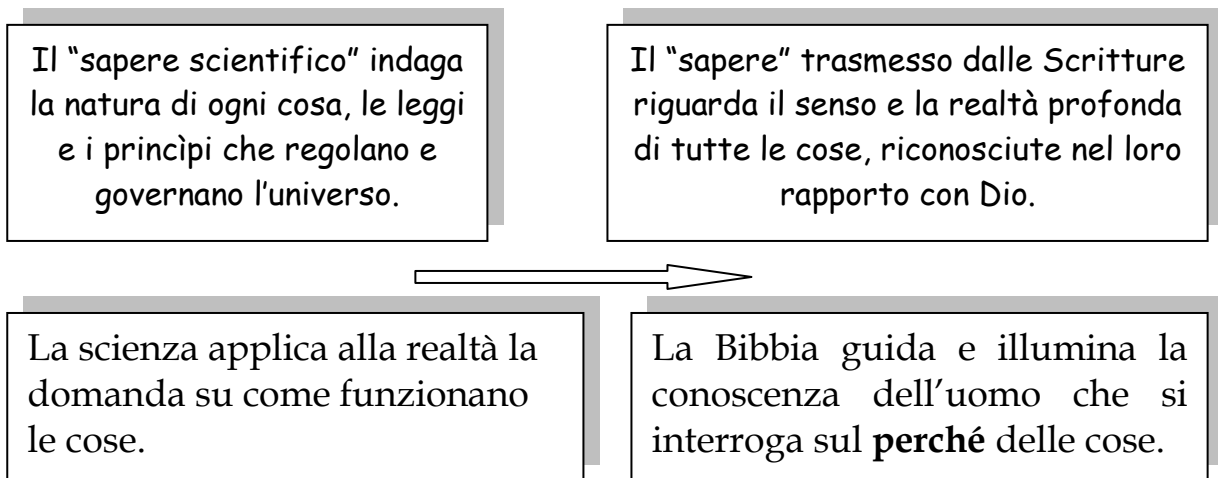 Il “sapere scientifico” indaga
la natura di ogni cosa, le leggi
e i princìpi che regolano e
governano l’universo.
Il “sapere” trasmesso dalle Scritture
riguarda il senso e la realtà profonda
di tutte le cose, riconosciute nel loro
rapporto con Dio.
La scienza applica alla realtà la
domanda su come funzionano
le cose.
La Bibbia guida e illumina la
conoscenza dell’uomo che si
interroga sul perché delle cose.